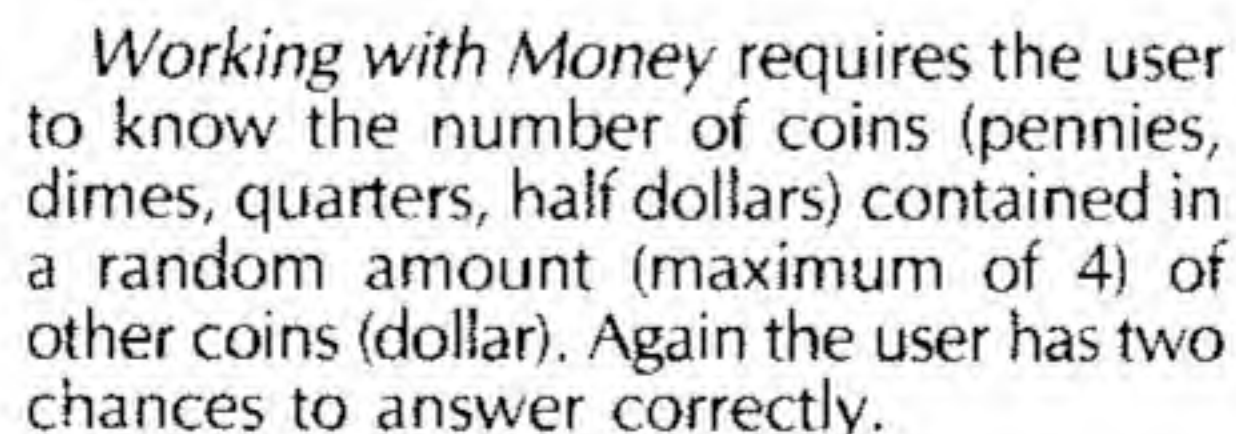 Working with Money requires the user
to know the number of coins (pennies,
dimes, quarters, half dollars) contained in
a random amount (maximum of 4) of
other coins (dollar). Again the user has two
chances to answer correctly.